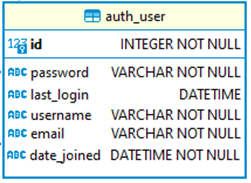 auth_user
123 id INTEGER NOT NULL
ABC password VARCHAR NOT NULL
ABC last_login DATETIME
ABC username VARCHAR NOT NULL
ABC email VARCHAR NOT NULL
ABC date_joined DATETIME NOT NULL